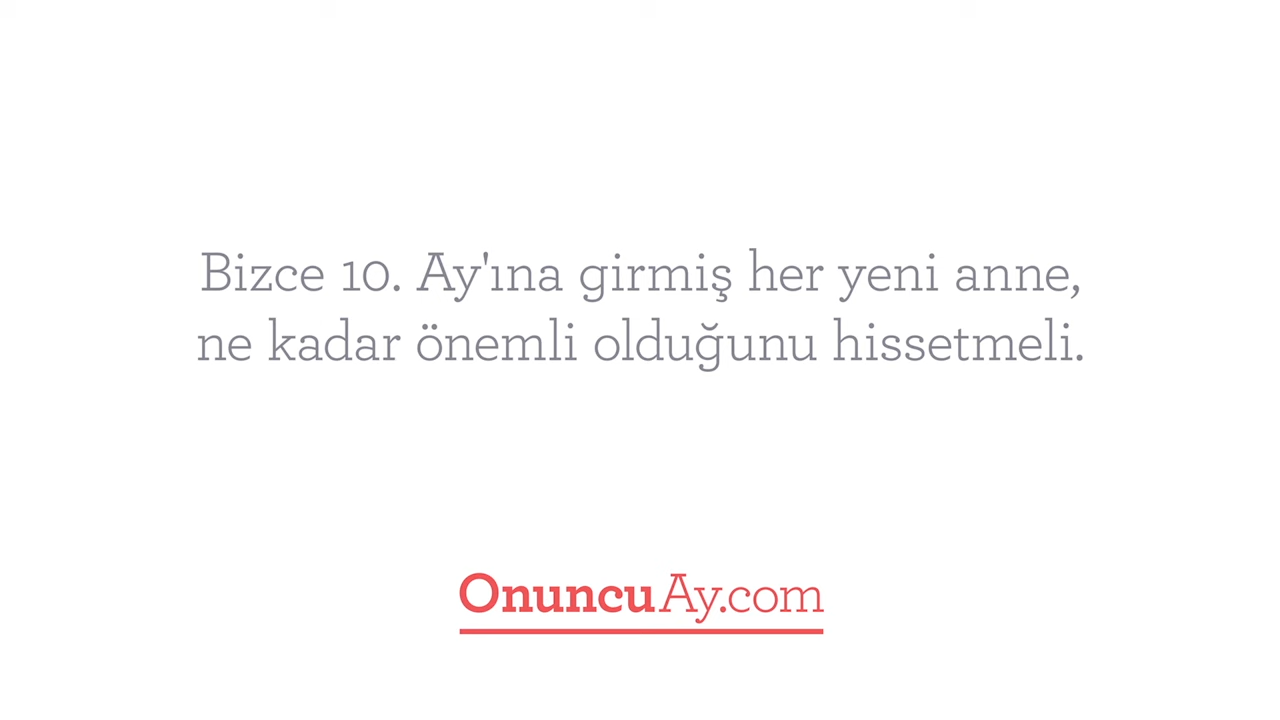 Bizce 10. Ay'ına girmiş her yeni anne,
ne kadar önemli olduğunu hissetmeli.
OnuncuAy.com